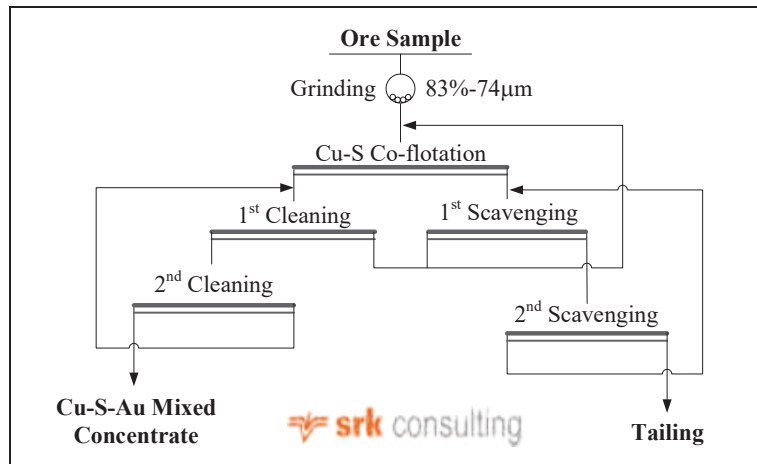 Ore Sample
Grinding 83%-74μm
Cu-S Co-flotation
1st Cleaning 1st Scavenging
2nd Cleaning
2nd Scavenging
Cu-S-Au Mixed
Concentrate
srk consulting
Tailing